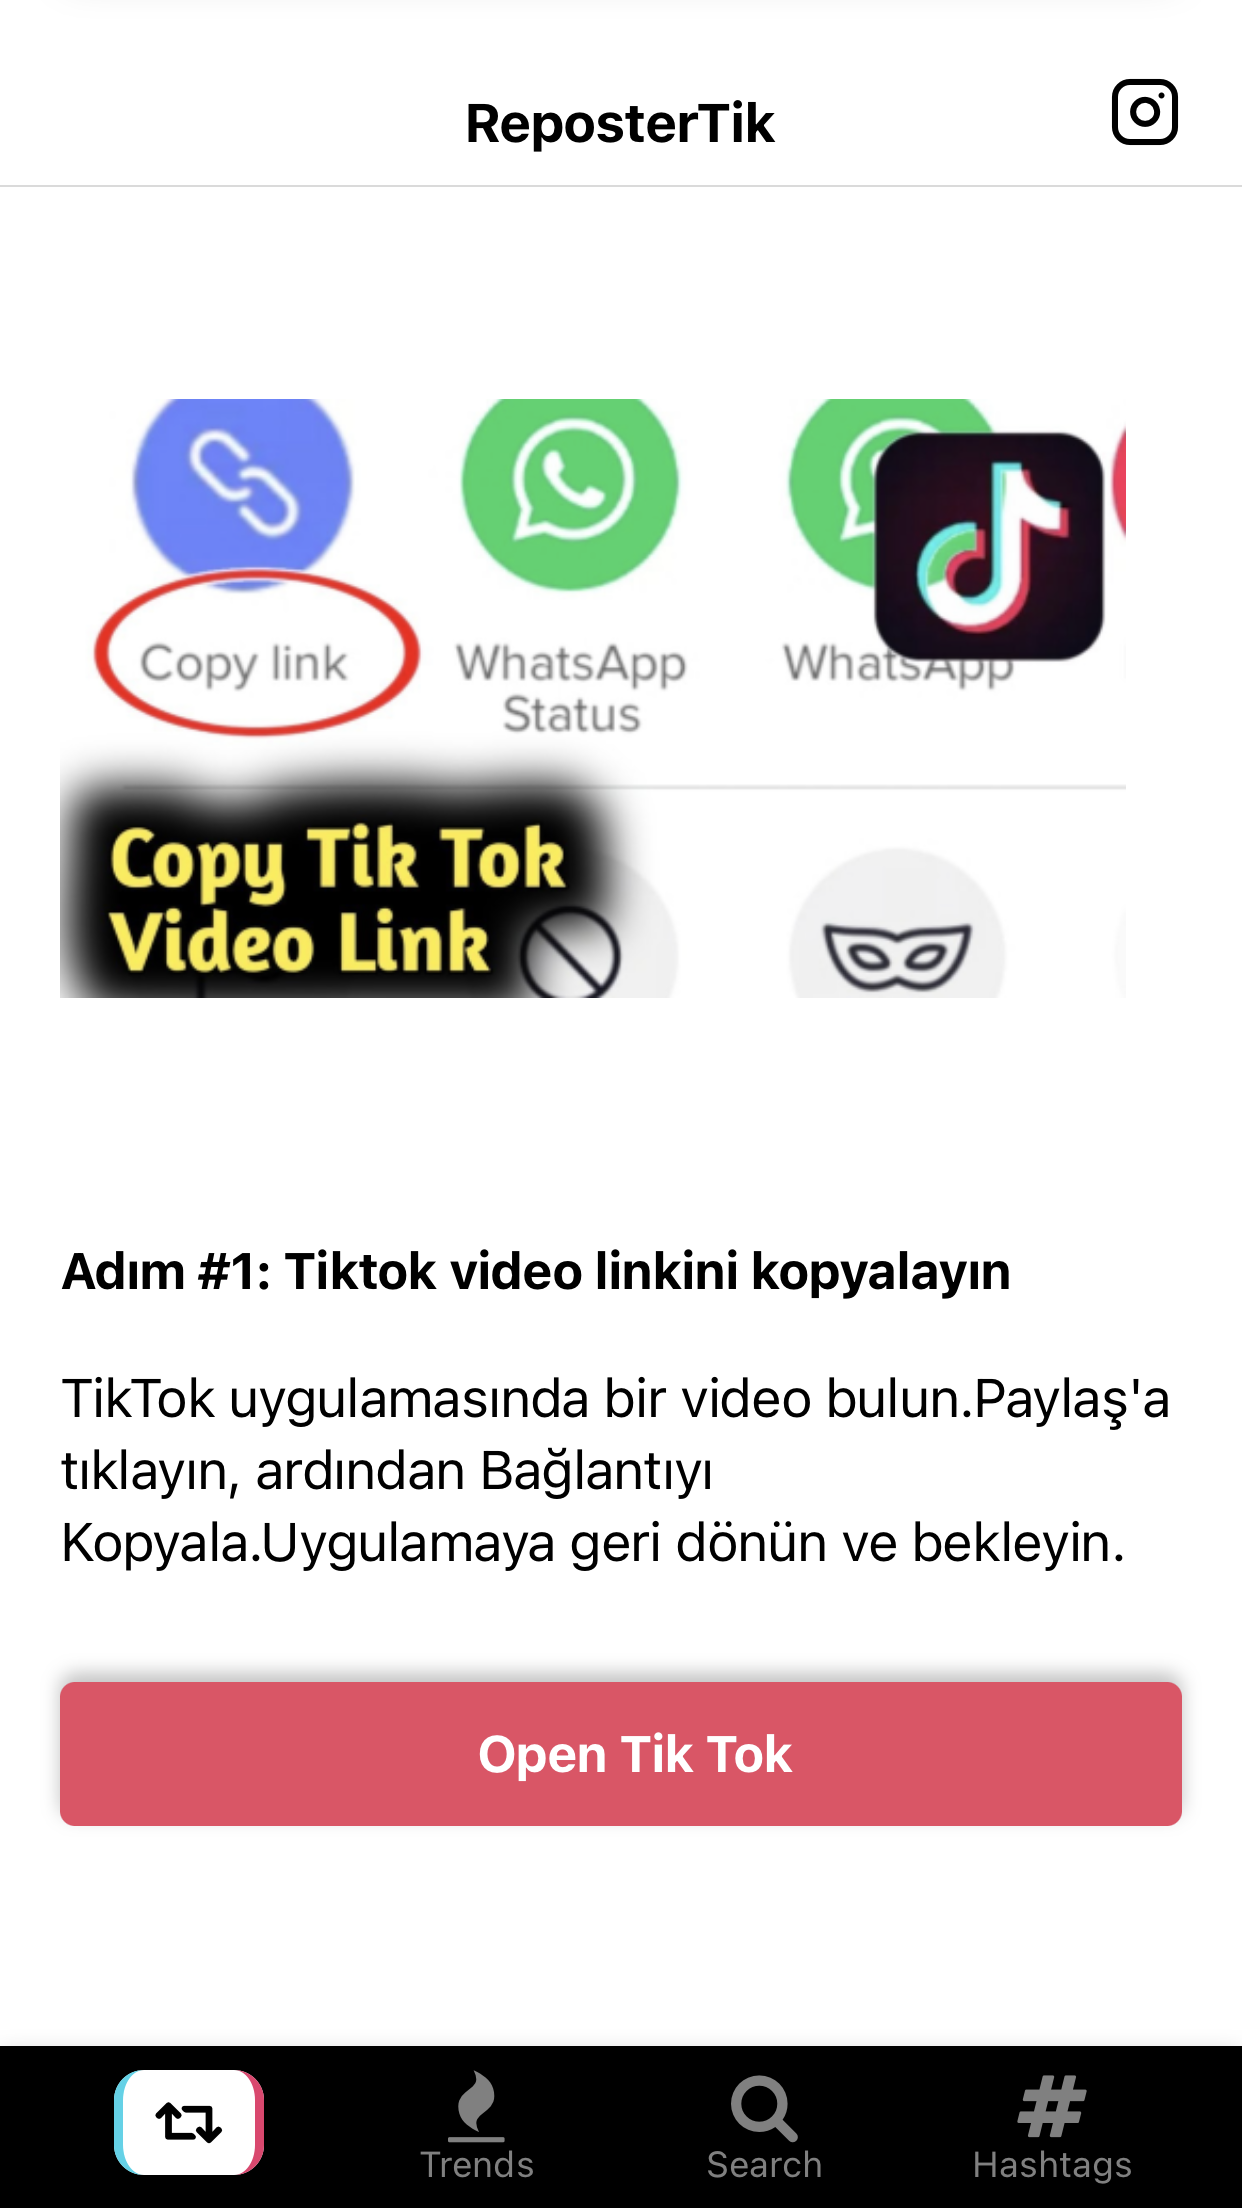 ReposterTik
Copy link
WhatsApp
Status
WhatsApp
Copy Tik Tok
Video Link
Adım #1: Tiktok video linkini kopyalayın
TikTok uygulamasında bir video bulun.Paylaş'a
tıklayın, ardından Bağlantıyı
Kopyala.Uygulamaya geri dönün ve bekleyin.
Open Tik Tok
Trends
Search
Hashtags